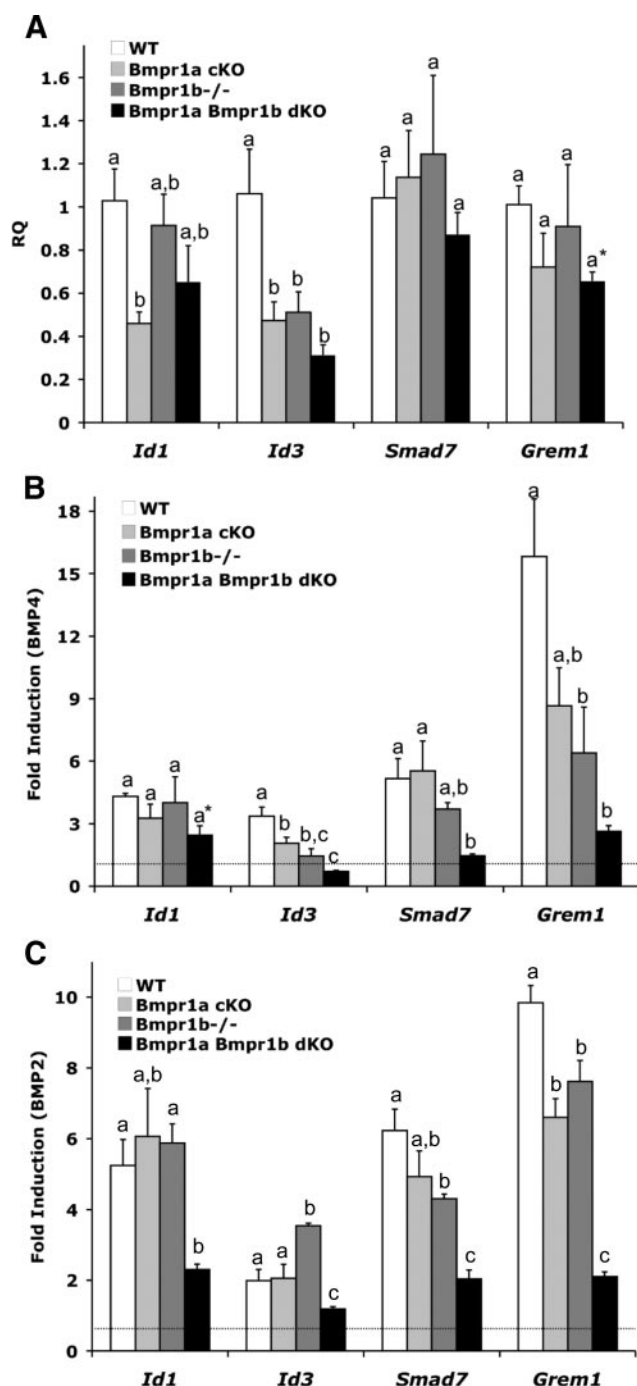 A
WT
Bmpr1a cKO
Bmpr1b-/-
Bmpr1a Bmpr1b dKO
1.6
1.4
1.2
1
0.8
0.6
0.4
0.2
0
RQ
a b a,b a,b
a b b b
a a a a
a a a a*
Id1 Id3 Smad7 Grem1
B
WT
Bmpr1a cKO
Bmpr1b-/-
Bmpr1a Bmpr1b dKO
18
15
12
9
6
3
0
Fold Induction (BMP4)
a a a a*
a b b,c c
a a a,b b
a a,b b b
Id1 Id3 Smad7 Grem1
C
WT
Bmpr1a cKO
Bmpr1b-/-
Bmpr1a Bmpr1b dKO
10
8
6
4
2
0
Fold Induction (BMP2)
a a,b a b
a a b c
a a,b b c
a b b c
Id1 Id3 Smad7 Grem1